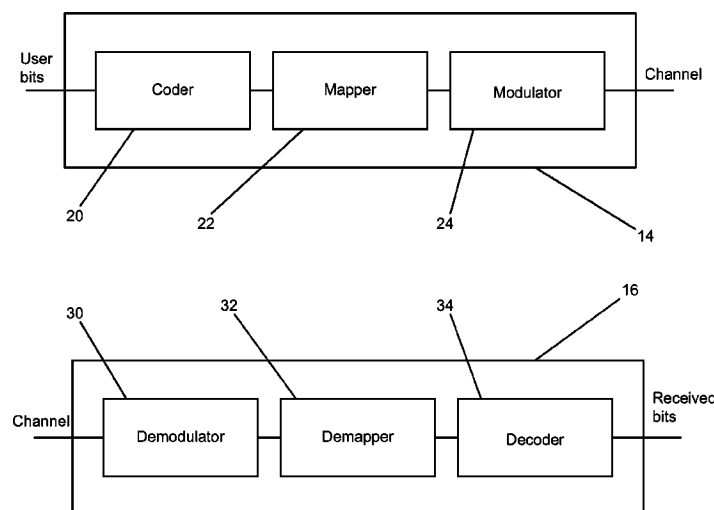 User
bits
Coder
Mapper
Modulator
Channel
20
22
24
14
30
32
34
16
Channel
Demodulator
Demapper
Decoder
Received
bits